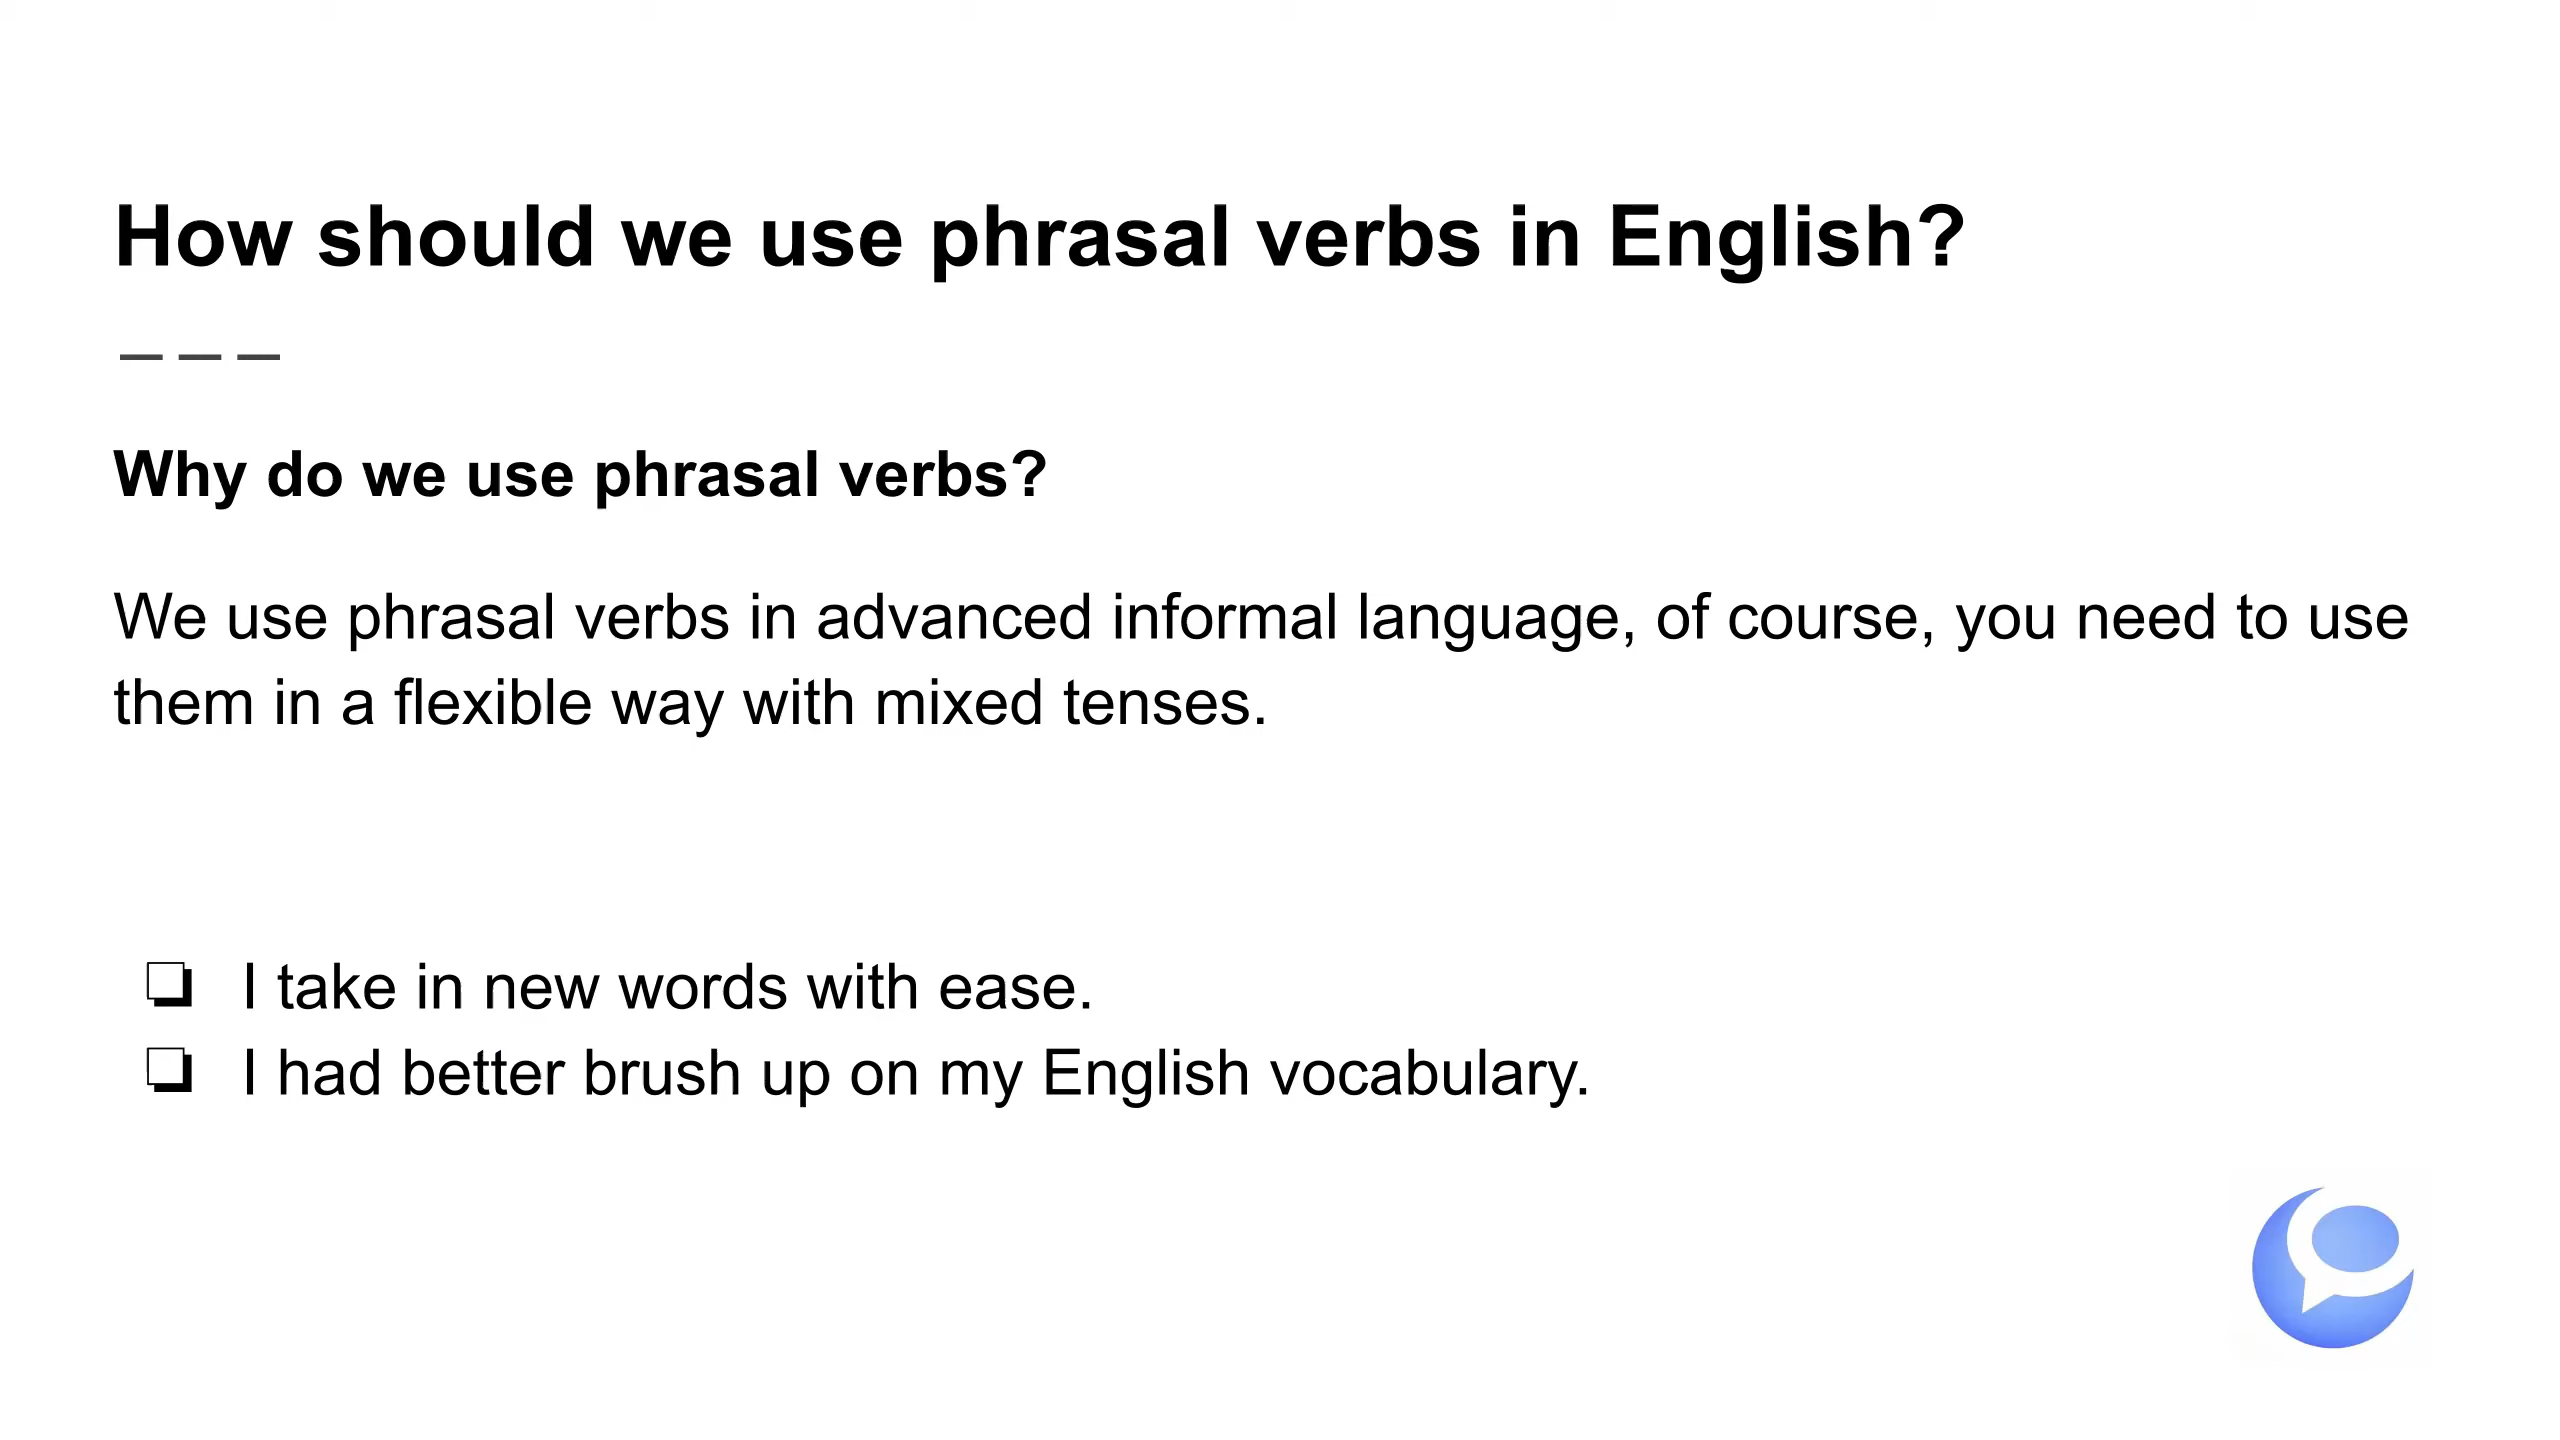 How should we use phrasal verbs in English?
Why do we use phrasal verbs?
We use phrasal verbs in advanced informal language, of course, you need to use
them in a flexible way with mixed tenses.
❏ I take in new words with ease.
❏ I had better brush up on my English vocabulary.